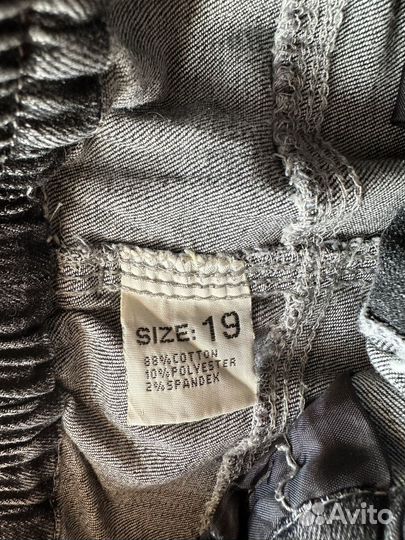 SIZE: 19
88% COTTON
10% POLYESTER
2% SPANDEX
Avito